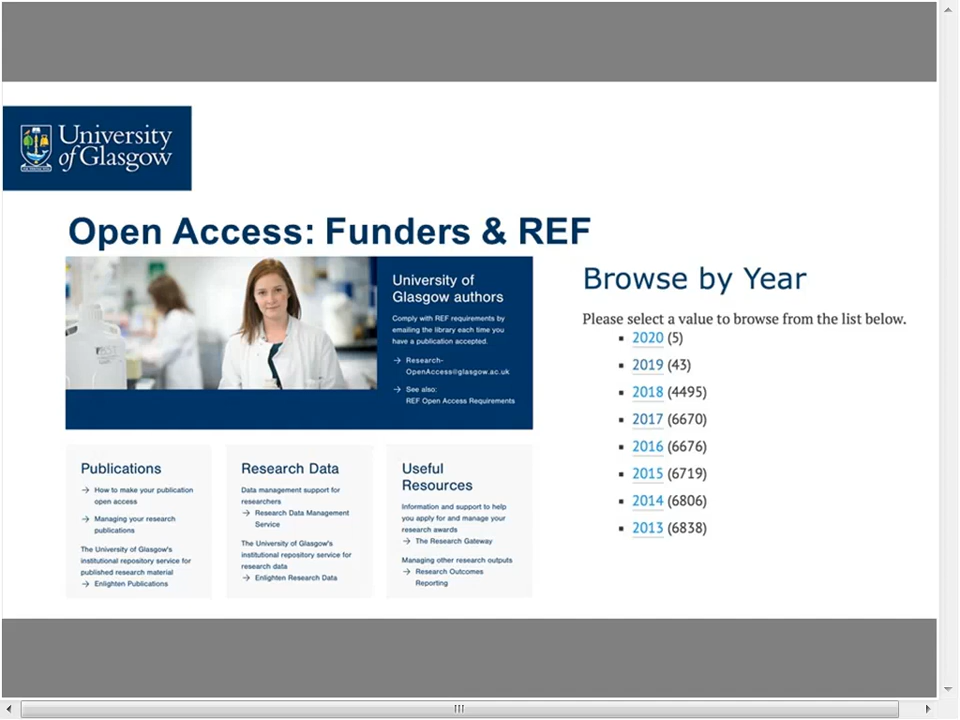 University
of Glasgow
Open Access: Funders & REF
University of
Glasgow authors
Comply with REF requirements by
emailing the library each time you
have a publication accepted.
→ Research-
OpenAccess@glasgow.ac.uk
→ See also:
REF Open Access Requirements
Publications
→ How to make your publication
open access
→ Managing your research
publications
The University of Glasgow's
institutional repository service for
published research material
→ Enlighten Publications
Research Data
Data management support for
researchers
→ Research Data Management
Service
The University of Glasgow's
institutional repository service for
research data
→ Enlighten Research Data
Useful
Resources
Information and support to help
you apply for and manage your
research awards
→ The Research Gateway
Managing other research outputs
→ Research Outcomes
Reporting
Browse by Year
Please select a value to browse from the list below.
▪ 2020 (5)
▪ 2019 (43)
▪ 2018 (4495)
▪ 2017 (6670)
▪ 2016 (6676)
▪ 2015 (6719)
▪ 2014 (6806)
▪ 2013 (6838)